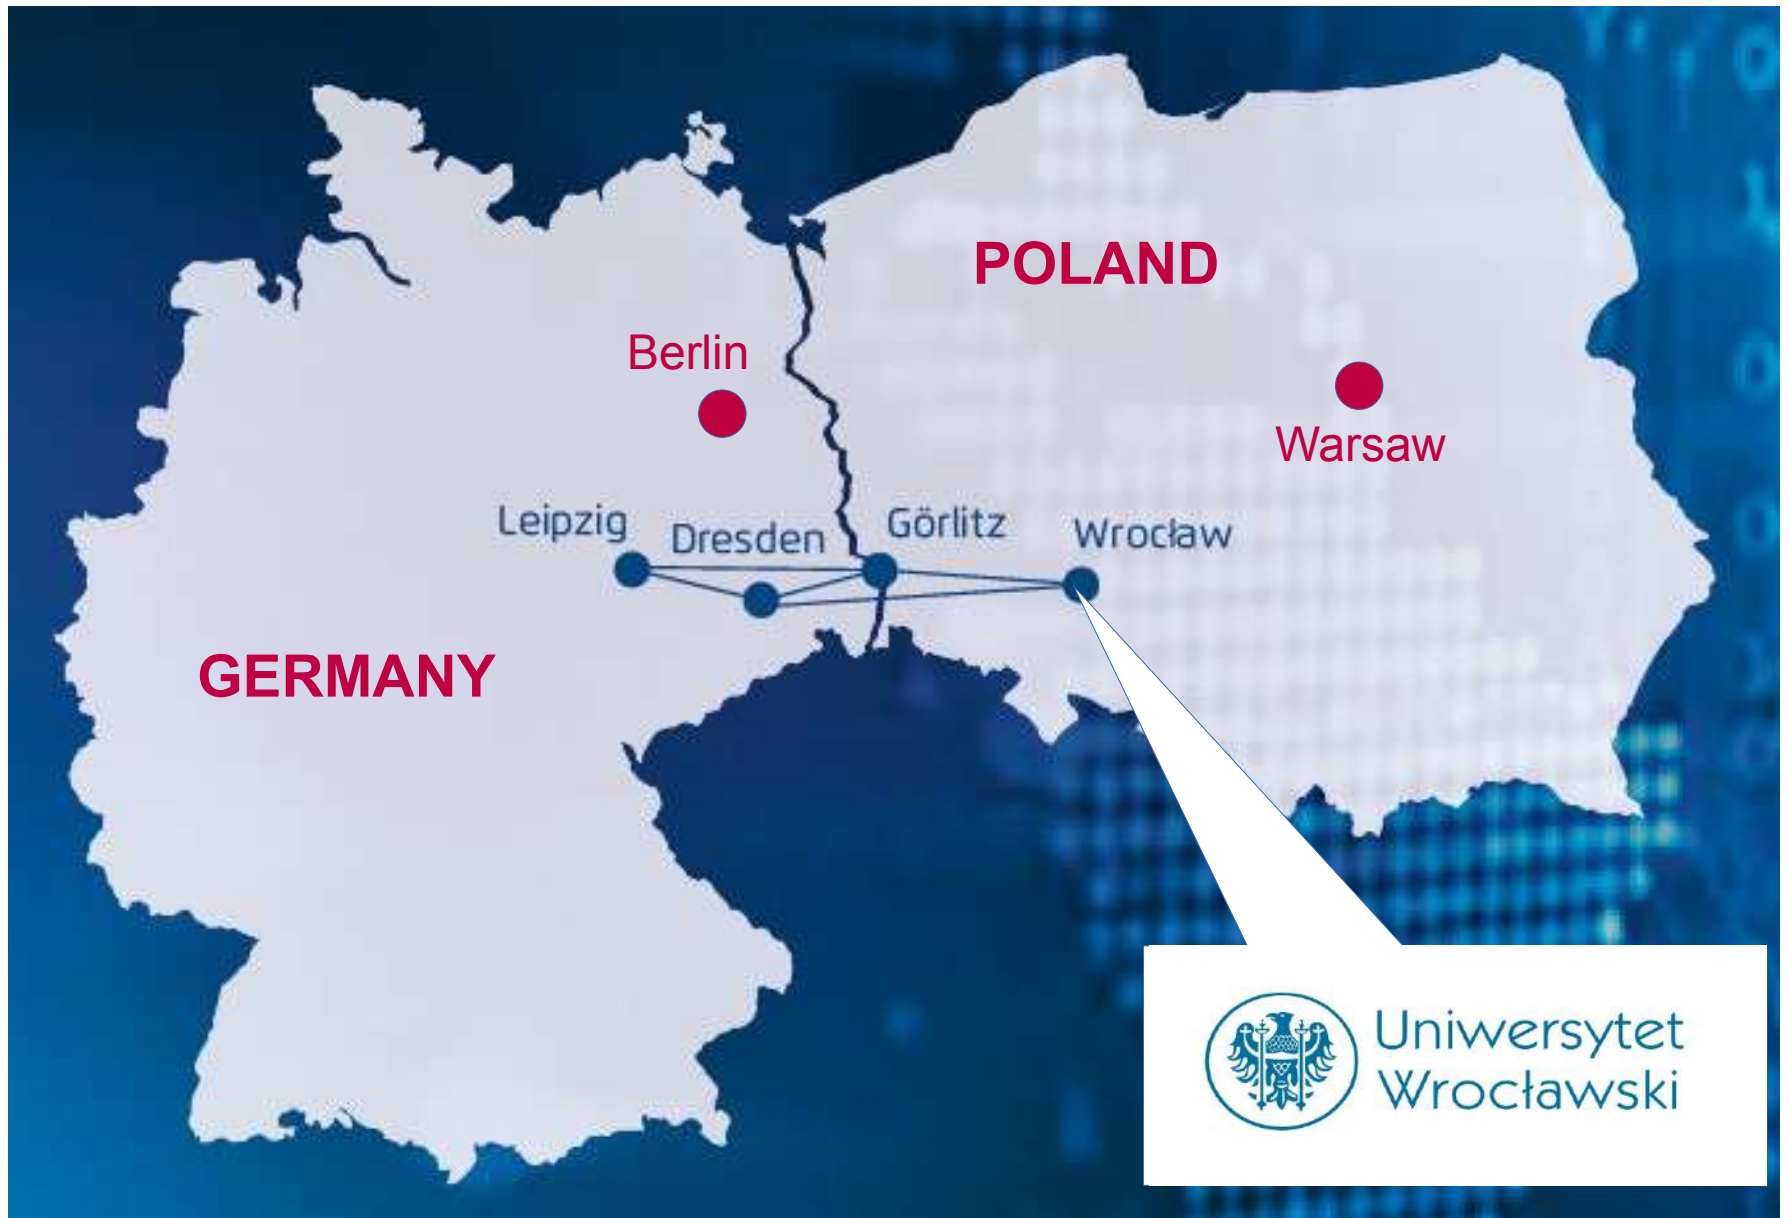 POLAND
Berlin
Warsaw
Leipzig
Dresden
Görlitz
Wrocław
GERMANY
Uniwersytet
Wrocławski